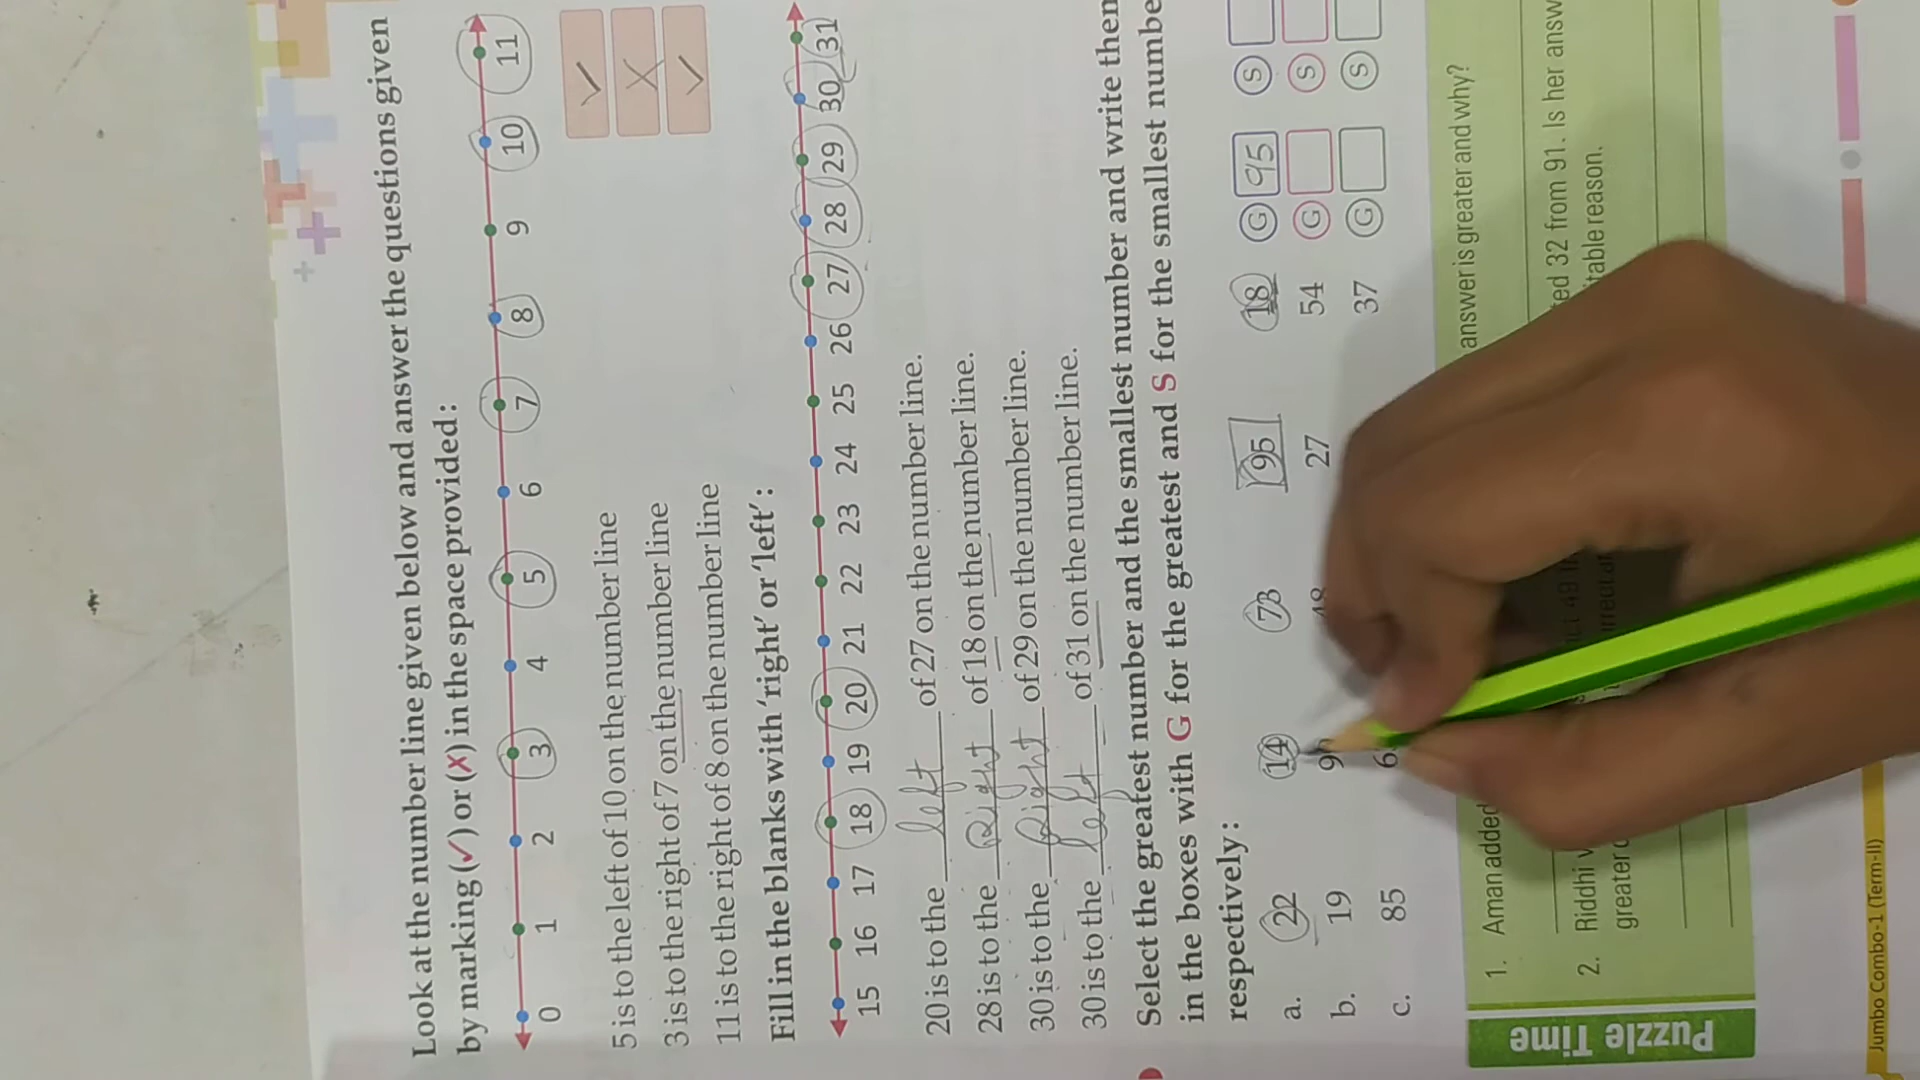 Look at the number line given below and answer the questions given
by marking (✓) or (✗) in the space provided :
0 1 2 3 4 5 6 7 8 9 10 11
5 is to the left of 10 on the number line ✓
3 is to the right of 7 on the number line X
11 is to the right of 8 on the number line ✓
Fill in the blanks with 'right' or 'left' :
15 16 17 18 19 20 21 22 23 24 25 26 27 28 29 30 31
20 is to the left of 27 on the number line.
28 is to the Right of 18 on the number line.
30 is to the Right of 29 on the number line.
30 is to the left of 31 on the number line.
Select the greatest number and the smallest number and write them
in the boxes with G for the greatest and S for the smallest
respectively :
a. 22 14 73 95 18 G 95 S
b. 19 27 54 G S
c. 85 37 G S
Puzzle Time
1. Aman added answer is greater and why?
2. Riddhi ed 32 from 91. Is her
greater table reason.
Jumbo Combo-1 (Term-II)